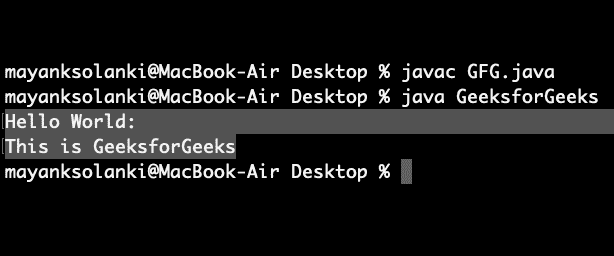 mayanksolanki@MacBook-Air Desktop % javac GFG.java
mayanksolanki@MacBook-Air Desktop % java GeeksforGeeks
Hello World:
This is GeeksforGeeks
mayanksolanki@MacBook-Air Desktop %